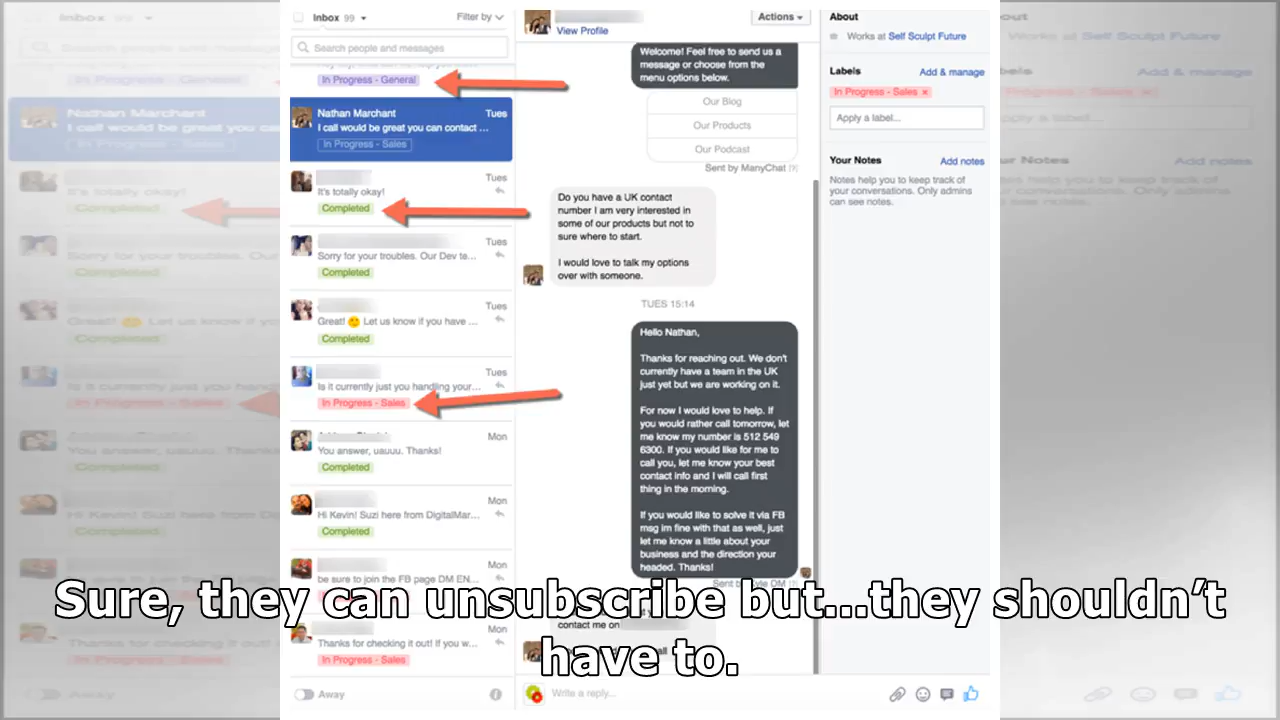 Inbox 99
Filter by
Search people and messages
In Progress - General
Nathan Marchant
Tues
I call would be great you can contact ...
In Progress - Sales
Tues
It's totally okay!
Completed
Tues
Sorry for your troubles. Our Dev te...
Completed
Tues
Great! 😊 Let us know if you have ...
Completed
Tues
Is it currently just you handling your...
In Progress - Sales
Mon
You answer, uauuu. Thanks!
Completed
Mon
Hi Kevin! Suzi here from DigitalMar...
Completed
Mon
be sure to join the FB page DM EN...
Mon
Thanks for checking it out! If you w...
In Progress - Sales
Away
View Profile
Actions
Welcome! Feel free to send us a
message or choose from the
menu options below.
Our Blog
Our Products
Our Podcast
Sent by ManyChat [?]
Do you have a UK contact
number I am very interested in
some of our products but not to
sure where to start.
I would love to talk my options
over with someone.
TUES 15:14
Hello Nathan,
Thanks for reaching out. We don't
currently have a team in the UK
just yet but we are working on it.
For now I would love to help. If
you would rather call tomorrow, let
me know my number is 512 549
6300. If you would like for me to
call you, let me know your best
contact info and I will call first
thing in the morning.
If you would like to solve it via FB
msg im fine with that as well, just
let me know a little about your
business and the direction your
headed. Thanks!
Sent by Kyle DM [?]
contact me on
Write a reply...
About
Works at Self Sculpt Future
Labels
Add & manage
In Progress - Sales ×
Apply a label...
Your Notes
Add notes
Notes help you to keep track of
your conversations. Only admins
can see notes.
Sure, they can unsubscribe but...they shouldn't
have to.